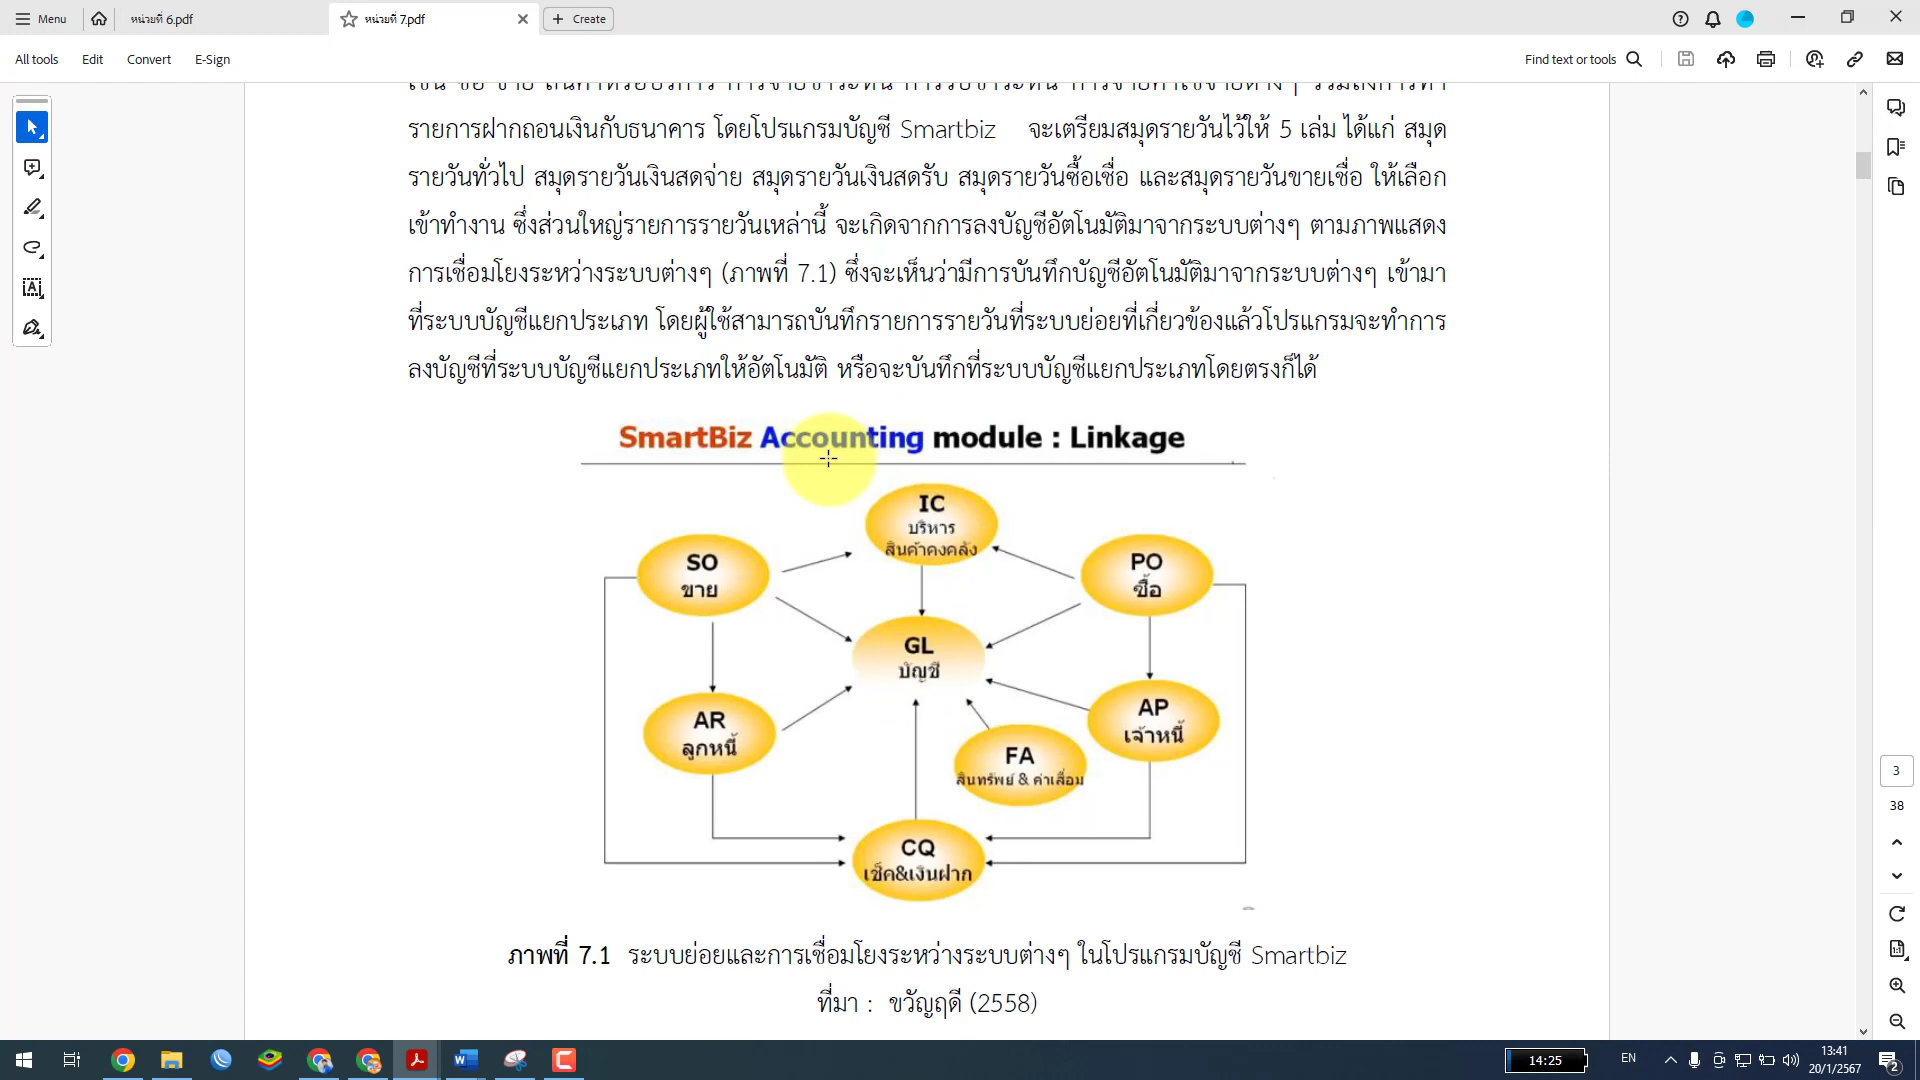 Menu
หน่วยที่ 6.pdf
หน่วยที่ 7.pdf
Create
All tools
Edit
Convert
E-Sign
Find text or tools
รายการฝากถอนเงินกับธนาคาร โดยโปรแกรมบัญชี Smartbiz จะเตรียมสมุดรายวันไว้ให้ 5 เล่ม ได้แก่ สมุด
รายวันทั่วไป สมุดรายวันเงินสดจ่าย สมุดรายวันเงินสดรับ สมุดรายวันซื้อเชื่อ และสมุดรายวันขายเชื่อ ให้เลือก
เข้าทำงาน ซึ่งส่วนใหญ่รายการรายวันเหล่านี้ จะเกิดจากการลงบัญชีอัตโนมัติมาจากระบบต่างๆ ตามภาพแสดง
การเชื่อมโยงระหว่างระบบต่างๆ (ภาพที่ 7.1) ซึ่งจะเห็นว่ามีการบันทึกบัญชีอัตโนมัติมาจากระบบต่างๆ เข้ามา
ที่ระบบบัญชีแยกประเภท โดยผู้ใช้สามารถบันทึกรายการรายวันที่ระบบย่อยที่เกี่ยวข้องแล้วโปรแกรมจะทำการ
ลงบัญชีที่ระบบบัญชีแยกประเภทให้อัตโนมัติ หรือจะบันทึกที่ระบบบัญชีแยกประเภทโดยตรงก็ได้
SmartBiz Accounting module : Linkage
IC
บริหาร
สินค้าคงคลัง
SO
ขาย
PO
ซื้อ
GL
บัญชี
AR
ลูกหนี้
AP
เจ้าหนี้
FA
สินทรัพย์ & ค่าเสื่อม
CQ
เช็ค&เงินฝาก
ภาพที่ 7.1 ระบบย่อยและการเชื่อมโยงระหว่างระบบต่างๆ ในโปรแกรมบัญชี Smartbiz
ที่มา : ขวัญฤดี (2558)
3
38
14:25
EN
13:41
20/1/2567
2